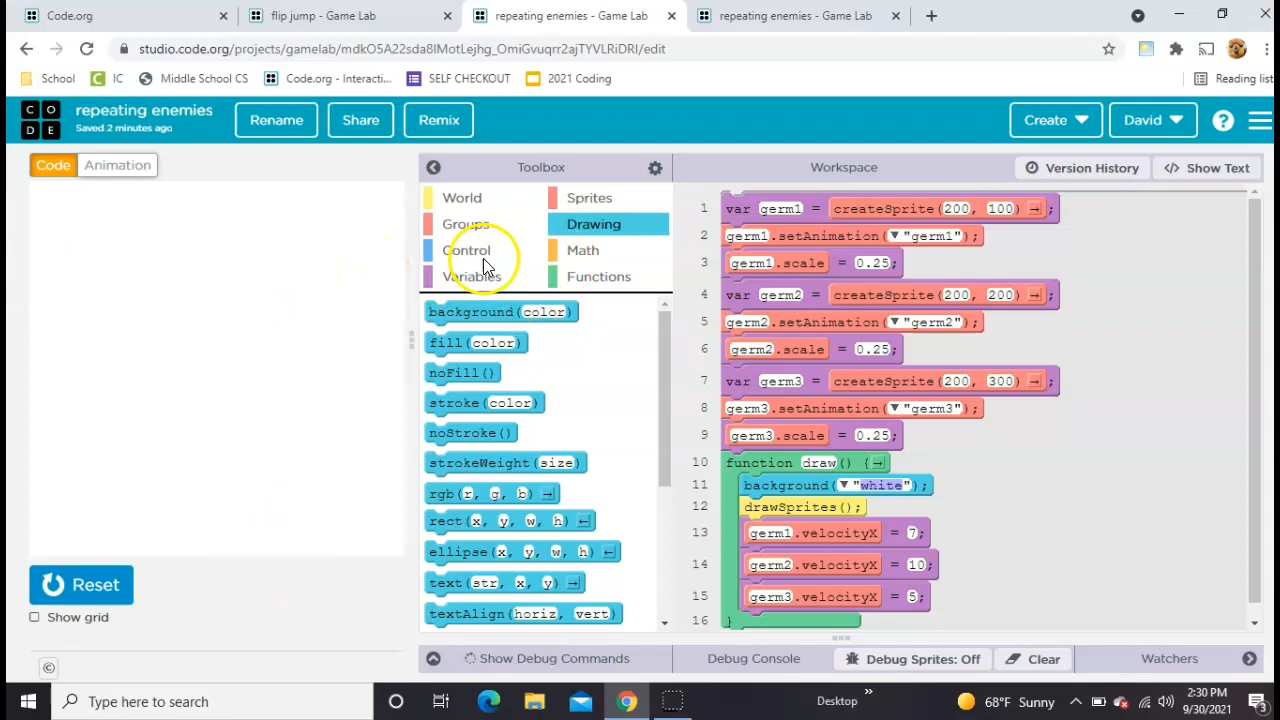 Code.org
flip jump - Game Lab
repeating enemies - Game Lab
repeating enemies - Game Lab
studio.code.org/projects/gamelab/mdkO5A22sda8lMotLejhg_OmiGvuqrr2ajTYVLRiDRI/edit
School
IC
Middle School CS
Code.org - Interacti...
SELF CHECKOUT
2021 Coding
Reading list
CODE
repeating enemies
Saved 2 minutes ago
Rename
Share
Remix
Create
David
?
Code
Animation
Toolbox
Workspace
Version History
</> Show Text
World
Sprites
Groups
Drawing
Control
Math
Variables
Functions
background(color)
fill(color)
noFill()
stroke(color)
noStroke()
strokeWeight(size)
rgb(r, g, b)
rect(x, y, w, h)
ellipse(x, y, w, h)
text(str, x, y)
textAlign(horiz, vert)
1 var germ1 = createSprite(200, 100);
2 germ1.setAnimation("germ1");
3 germ1.scale = 0.25;
4 var germ2 = createSprite(200, 200);
5 germ2.setAnimation("germ2");
6 germ2.scale = 0.25;
7 var germ3 = createSprite(200, 300);
8 germ3.setAnimation("germ3");
9 germ3.scale = 0.25;
10 function draw() {
11 background("white");
12 drawSprites();
13 germ1.velocityX = 7;
14 germ2.velocityX = 10;
15 germ3.velocityX = 5;
16 }
Reset
Show grid
©
Show Debug Commands
Debug Console
Debug Sprites: Off
Clear
Watchers
Type here to search
Desktop
»
68°F Sunny
2:30 PM
9/30/2021
3